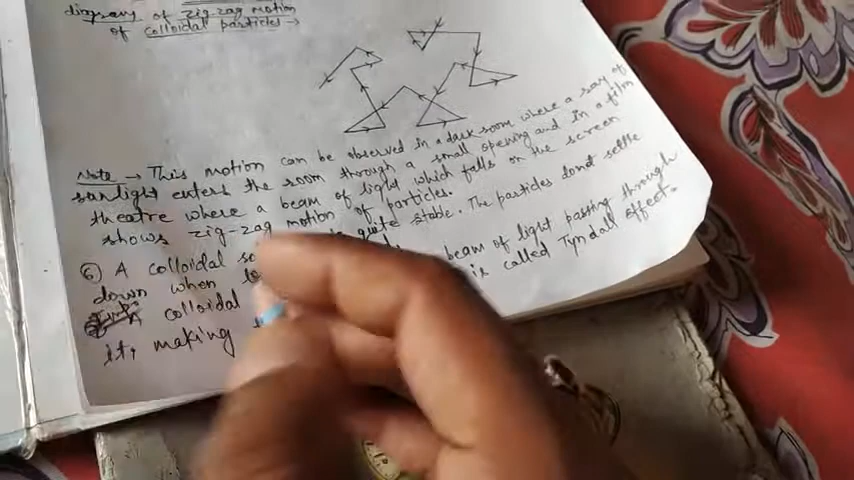 diagram of zig-zag motion
of colloidal particles →
Note → This motion can be observed in a dark room where a ray of
sunlight enters the room through a small opening and in a film
theatre where a beam of light which falls on the screen
shows zig-zag motion of particles.
quite stable. The particles donot settle
⑥ A colloidal
down when beam of light passing through
A colloidal is called Tyndall effect.
it, making